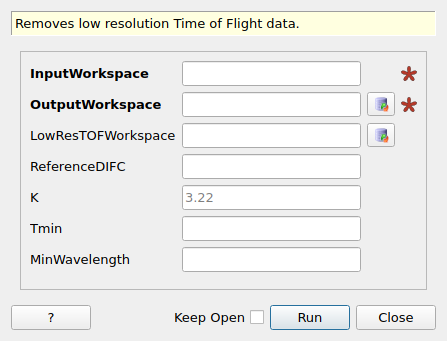 Removes low resolution Time of Flight data.
InputWorkspace
OutputWorkspace
LowResTOFWorkspace
ReferenceDIFC
K 3.22
Tmin
MinWavelength
? Keep Open Run Close